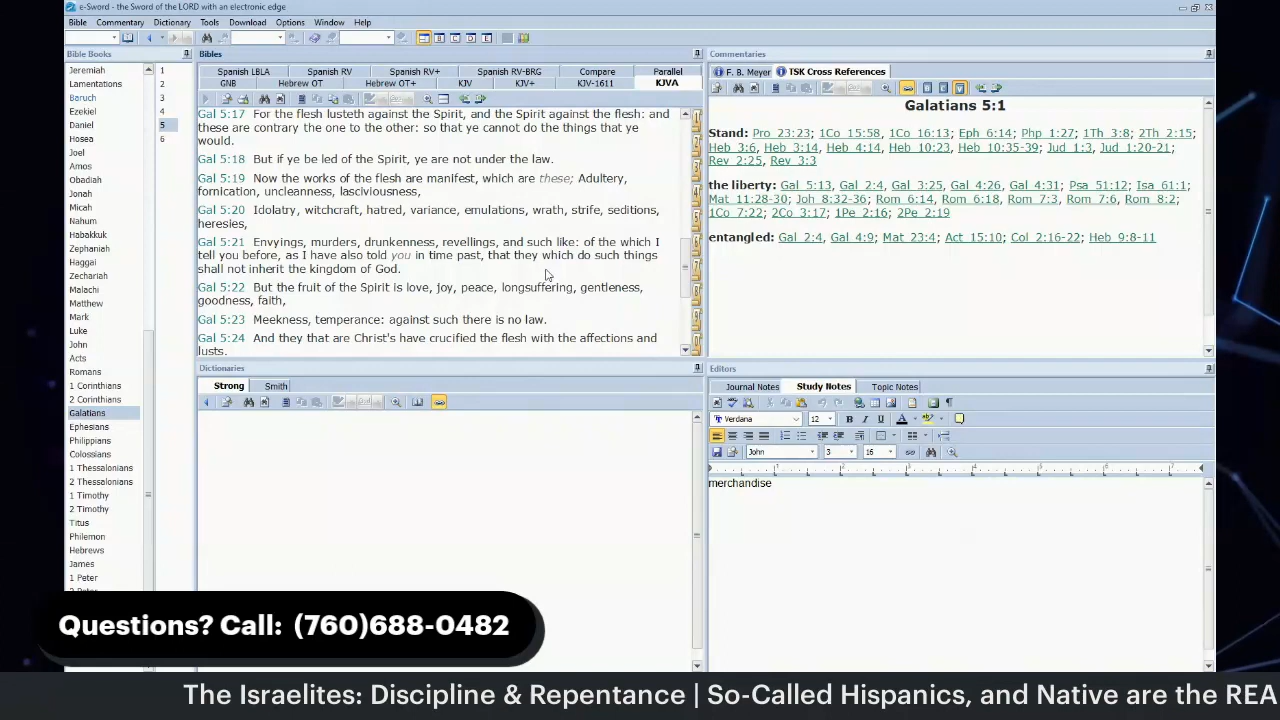 e-Sword - the Sword of the LORD with an electronic edge
Bible Commentary Dictionary Tools Options Download Options Window Help
Bible Books
Jeremiah
Lamentations
Baruch
Ezekiel
Daniel
Hosea
Joel
Amos
Obadiah
Jonah
Micah
Nahum
Habakkuk
Zephaniah
Haggai
Zechariah
Malachi
Matthew
Mark
Luke
John
Acts
Romans
1 Corinthians
2 Corinthians
Galatians
Ephesians
Philippians
Colossians
1 Thessalonians
2 Thessalonians
1 Timothy
2 Timothy
Titus
Philemon
Hebrews
James
1 Peter
1
2
3
4
5
6
Bibles
Spanish LBLA Spanish RV Spanish RV+ Spanish RV-BRG Compare Parallel
GNB Hebrew OT Hebrew OT+ KJV KJV+ KJV-1611 KJVA
Gal 5:17 For the flesh lusteth against the Spirit, and the Spirit against the flesh: and
these are contrary the one to the other: so that ye cannot do the things that ye
would.
Gal 5:18 But if ye be led of the Spirit, ye are not under the law.
Gal 5:19 Now the works of the flesh are manifest, which are these; Adultery,
fornication, uncleanness, lasciviousness,
Gal 5:20 Idolatry, witchcraft, hatred, variance, emulations, wrath, strife, seditions,
heresies,
Gal 5:21 Envyings, murders, drunkenness, revellings, and such like: of the which I
tell you before, as I have also told you in time past, that they which do such things
shall not inherit the kingdom of God.
Gal 5:22 But the fruit of the Spirit is love, joy, peace, longsuffering, gentleness,
goodness, faith,
Gal 5:23 Meekness, temperance: against such there is no law.
Gal 5:24 And they that are Christ's have crucified the flesh with the affections and
lusts.
Commentaries
F. B. Meyer TSK Cross References
Galatians 5:1
Stand: Pro 23:23; 1Co 15:58, 1Co 16:13; Eph 6:14; Php 1:27; 1Th 3:8; 2Th 2:15;
Heb 3:6, Heb 3:14, Heb 4:14, Heb 10:23, Heb 10:35-39; Jud 1:3, Jud 1:20-21;
Rev 2:25, Rev 3:3
the liberty: Gal 5:13, Gal 2:4, Gal 3:25, Gal 4:26, Gal 4:31; Psa 51:12; Isa 61:1;
Mat 11:28-30; Joh 8:32-36; Rom 6:14, Rom 6:18, Rom 7:3, Rom 7:6, Rom 8:2;
1Co 7:22; 2Co 3:17; 1Pe 2:16; 2Pe 2:19
entangled: Gal 2:4, Gal 4:9; Mat 23:4; Act 15:10; Col 2:16-22; Heb 9:8-11
Dictionaries
Strong Smith
Editors
Journal Notes Study Notes Topic Notes
Verdana 12 B I U
John 3 16
1 2 3 4 5 6 7
merchandise
Questions? Call: (760)688-0482
The Israelites: Discipline & Repentance | So-Called Hispanics, and Native are the REA